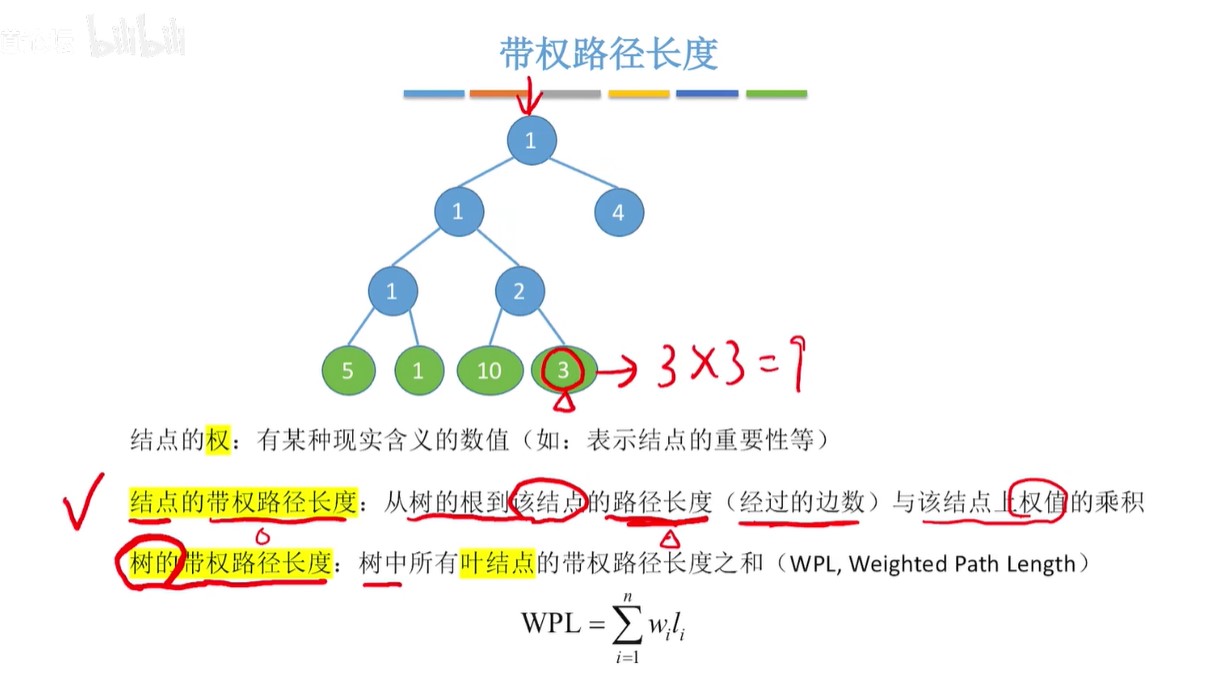 bilibili
带权路径长度
1
1 4
1 2
5 1 10 3 → 3×3=9
结点的权：有某种现实含义的数值（如：表示结点的重要性等）
结点的带权路径长度：从树的根到该结点的路径长度（经过的边数）与该结点上权值的乘积
树的带权路径长度：树中所有叶结点的带权路径长度之和（WPL, Weighted Path Length）
WPL = ∑ᵢ₌₁ⁿ wᵢlᵢ